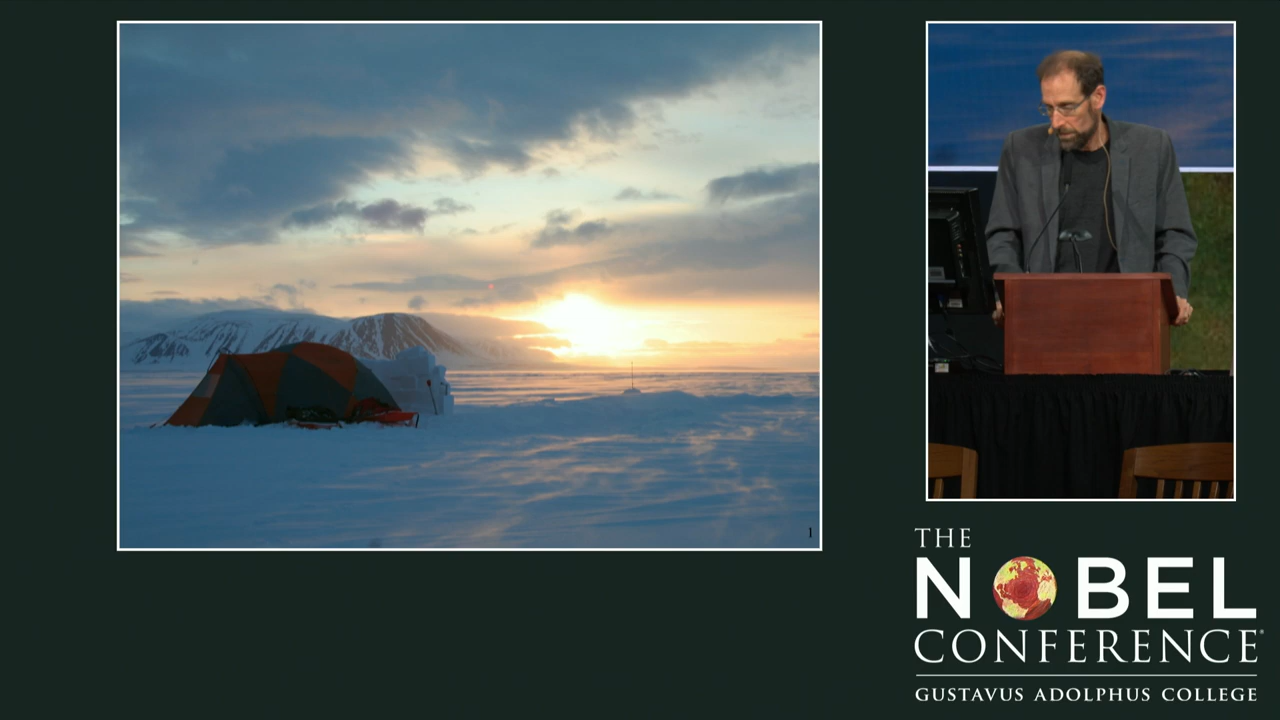 1
THE
NOBEL
CONFERENCE®
GUSTAVUS ADOLPHUS COLLEGE